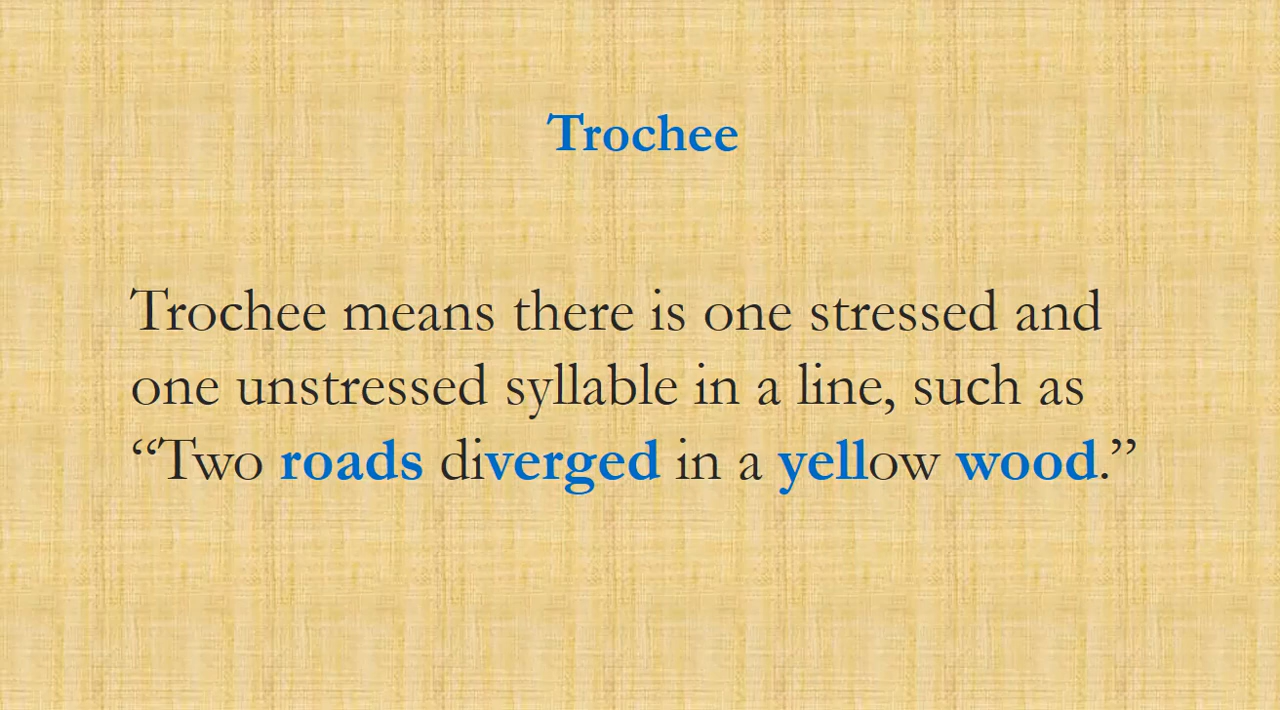 Trochee
Trochee means there is one stressed and
one unstressed syllable in a line, such as
“Two roads diverged in a yellow wood.”